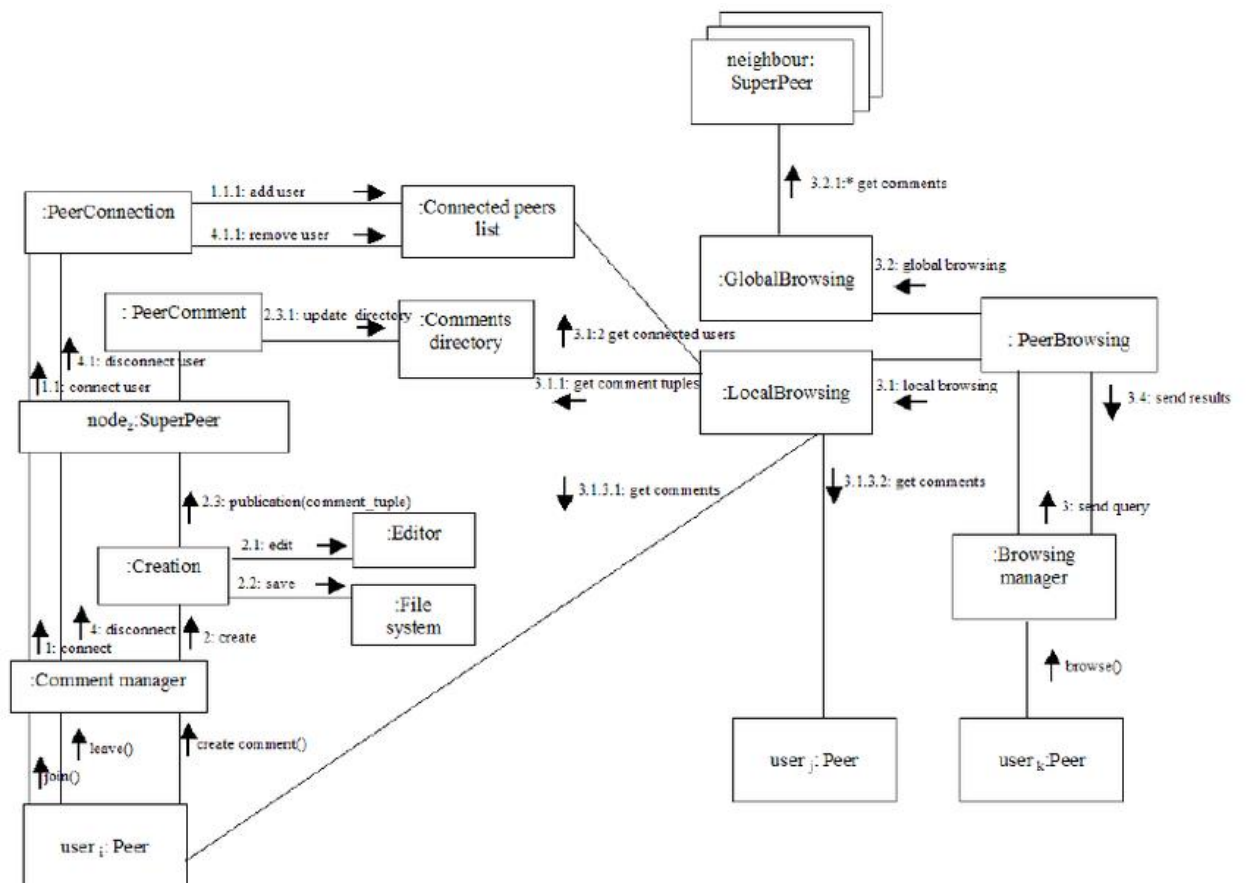 neighbour:
SuperPeer
3.2.1:* get comments
1.1.1: add user
:PeerConnection
:Connected peers
list
4.1.1: remove user
:GlobalBrowsing
3.2: global browsing
: PeerComment
2.3.1: update directory
:Comments
directory
3.1:2 get connected users
: PeerBrowsing
4.1: disconnect user
1.1: connect user
3.1.1: get comment tuples
:LocalBrowsing
3.1: local browsing
3.4: send results
node z:SuperPeer
3.1.3.1: get comments
3.1.3.2: get comments
2.3: publication(comment_tuple)
3: send query
:Creation
2.1: edit
:Editor
2.2: save
:File
system
:Browsing
manager
4: disconnect
2: create
1: connect
:Comment manager
browse()
leave()
create comment()
join()
user j: Peer
user k:Peer
user i: Peer